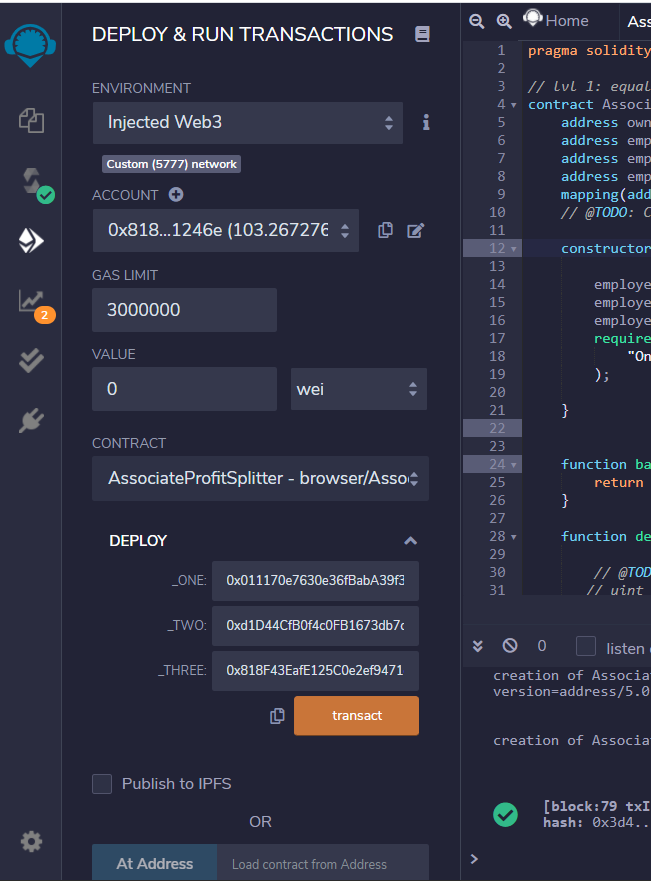 DEPLOY & RUN TRANSACTIONS
ENVIRONMENT
Injected Web3
Custom (5777) network
ACCOUNT
0x818...1246e (103.267276
GAS LIMIT
3000000
VALUE
0
wei
CONTRACT
AssociateProfitSplitter - browser/Asso
DEPLOY
_ONE:
0x011170e7630e36fBabA39f3
_TWO:
0xd1D44CfB0f4c0FB1673db7c
_THREE:
0x818F43EafE125C0e2ef9471
transact
Publish to IPFS
OR
At Address
Load contract from Address
2
Home
Ass
1 pragma solidity
2
3 // lvl 1: equal
4 contract Associ
5 address own
6 address emp
7 address emp
8 address emp
9 mapping(add
10 // @TODO: C
11
12 constructor
13
14 employe
15 employe
16 employe
17 require
18 "On
19 );
20
21 }
22
23
24 function ba
25 return
26 }
27
28 function de
29
30 // @TOD
31 // uint
0
listen
creation of Associa
version=address/5.0
creation of Associa
[block:79 txI
hash: 0x3d4..
>